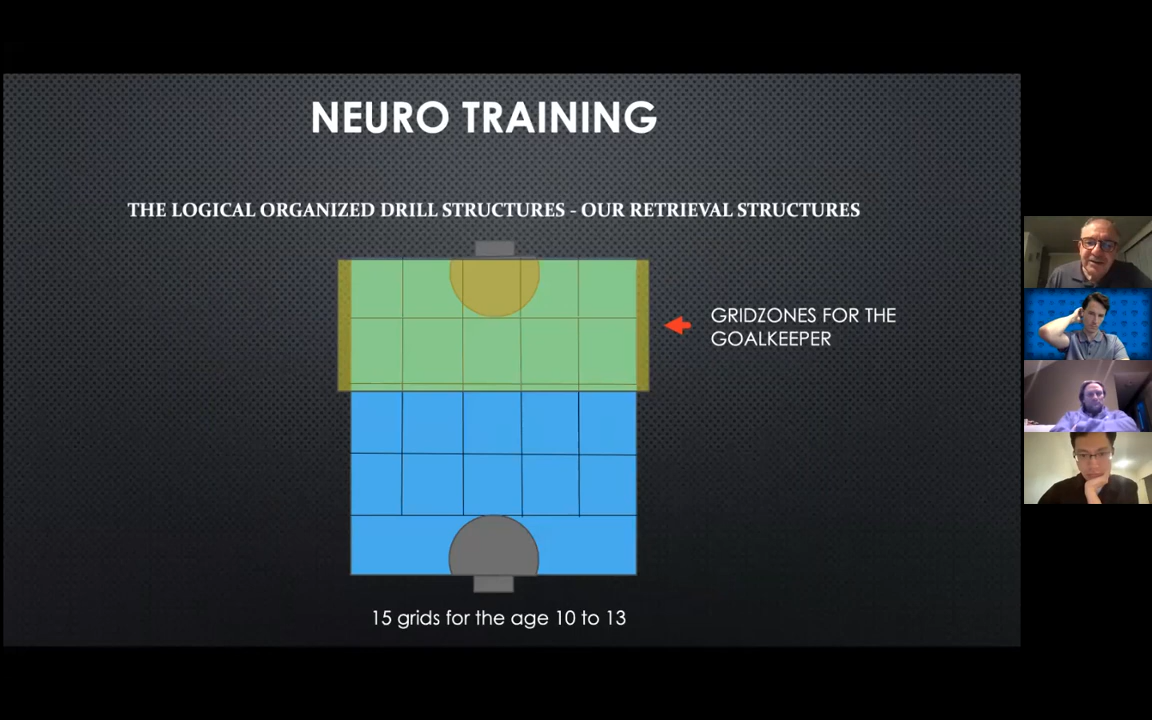 NEURO TRAINING
THE LOGICAL ORGANIZED DRILL STRUCTURES - OUR RETRIEVAL STRUCTURES
GRIDZONES FOR THE
GOALKEEPER
15 grids for the age 10 to 13